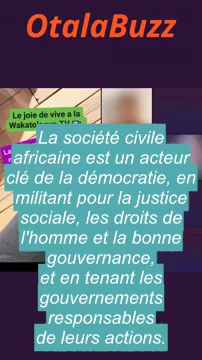 OtalaBuzz
Le joie de vive a la
La société civile
africaine est un acteur
clé de la démocratie, en
militant pour la justice
sociale, les droits de
l'homme et la bonne
gouvernance,
et en tenant les
gouvernements
responsables
de leurs actions.